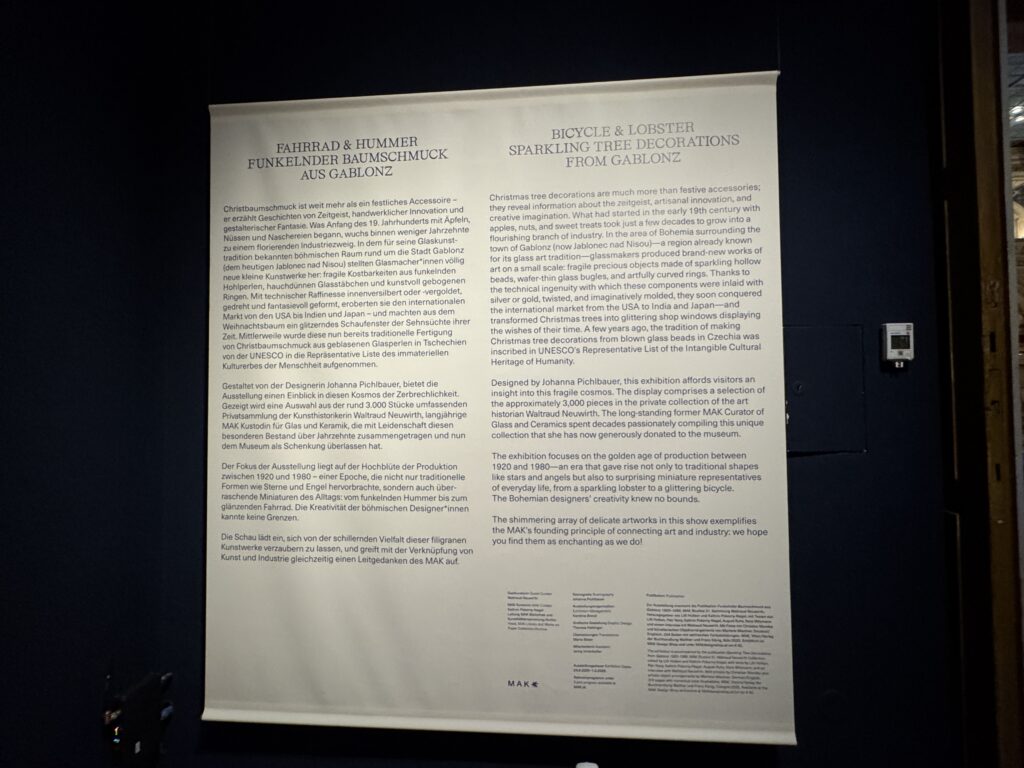 FAHRRAD & HUMMER
FUNKELNDER BAUMSCHMUCK
AUS GABLONZ
Christbaumschmuck ist weit mehr als ein festliches Accessoire –
er erzählt Geschichten von Zeitgeist, handwerklicher Innovation und
gestalterischer Fantasie. Was Anfang des 19. Jahrhunderts mit Äpfeln,
Nüssen und Naschereien begann, wuchs binnen weniger Jahrzehnte
zu einem florierenden Industriezweig. In dem für seine Glaskunst-
tradition bekannten böhmischen Raum rund um die Stadt Gablonz
(dem heutigen Jablonec nad Nisou) stellten Glasmacher*innen völlig
neue kleine Kunstwerke her: fragile Kostbarkeiten aus funkelnden
Hohlperlen, hauchdünnen Glasstäbchen und kunstvoll gebogenen
Ringen. Mit technischer Raffinesse innenversilbert oder -vergoldet,
gedreht und fantasievoll geformt, eroberten sie den internationalen
Markt von den USA bis Indien und Japan – und machten aus dem
Weihnachtsbaum ein glitzerndes Schaufenster der Sehnsüchte ihrer
Zeit. Mittlerweile wurde diese nun bereits traditionelle Fertigung
von Christbaumschmuck aus geblasenen Glasperlen in Tschechien
von der UNESCO in die Repräsentative Liste des immateriellen
Kulturerbes der Menschheit aufgenommen.
Gestaltet von der Designerin Johanna Pichlbauer, bietet die
Ausstellung einen Einblick in diesen Kosmos der Zerbrechlichkeit.
Gezeigt wird eine Auswahl aus der rund 3.000 Stücke umfassenden
Privatsammlung der Kunsthistorikerin Waltraud Neuwirth, langjährige
MAK Kustodin für Glas und Keramik, die mit Leidenschaft diesen
besonderen Bestand über Jahrzehnte zusammengetragen und nun
dem Museum als Schenkung überlassen hat.
Der Fokus der Ausstellung liegt auf der Hochblüte der Produktion
zwischen 1920 und 1980 – einer Epoche, die nicht nur traditionelle
Formen wie Sterne und Engel hervorbrachte, sondern auch über-
raschende Miniaturen des Alltags: vom funkelnden Hummer bis zum
glänzenden Fahrrad. Die Kreativität der böhmischen Designer*innen
kannte keine Grenzen.
Die Schau lädt ein, sich von der schillernden Vielfalt dieser filigranen
Kunstwerke verzaubern zu lassen, und greift mit der Verknüpfung von
Kunst und Industrie gleichzeitig einen Leitgedanken des MAK auf.
BICYCLE & LOBSTER
SPARKLING TREE DECORATIONS
FROM GABLONZ
Christmas tree decorations are much more than festive accessories;
they reveal information about the zeitgeist, artisanal innovation, and
creative imagination. What had started in the early 19th century with
apples, nuts, and sweet treats took just a few decades to grow into a
flourishing branch of industry. In the area of Bohemia surrounding the
town of Gablonz (now Jablonec nad Nisou)—a region already known
for its glass art tradition—glassmakers produced brand-new works of
art on a small scale: fragile precious objects made of sparkling hollow
beads, wafer-thin glass bugles, and artfully curved rings. Thanks to
the technical ingenuity with which these components were inlaid with
silver or gold, twisted, and imaginatively molded, they soon conquered
the international market from the USA to India and Japan—and
transformed Christmas trees into glittering shop windows displaying
the wishes of their time. A few years ago, the tradition of making
Christmas tree decorations from blown glass beads in Czechia was
inscribed in UNESCO's Representative List of the Intangible Cultural
Heritage of Humanity.
Designed by Johanna Pichlbauer, this exhibition affords visitors an
insight into this fragile cosmos. The display comprises a selection of
the approximately 3,000 pieces in the private collection of the art
historian Waltraud Neuwirth. The long-standing former MAK Curator of
Glass and Ceramics spent decades passionately compiling this unique
collection that she has now generously donated to the museum.
The exhibition focuses on the golden age of production between
1920 and 1980—an era that gave rise not only to traditional shapes
like stars and angels but also to surprising miniature representatives
of everyday life, from a sparkling lobster to a glittering bicycle.
The Bohemian designers' creativity knew no bounds.
The shimmering array of delicate artworks in this show exemplifies
the MAK's founding principle of connecting art and industry: we hope
you find them as enchanting as we do!
Waltraud Neuwirth
Johanna Pichlbauer
MAK